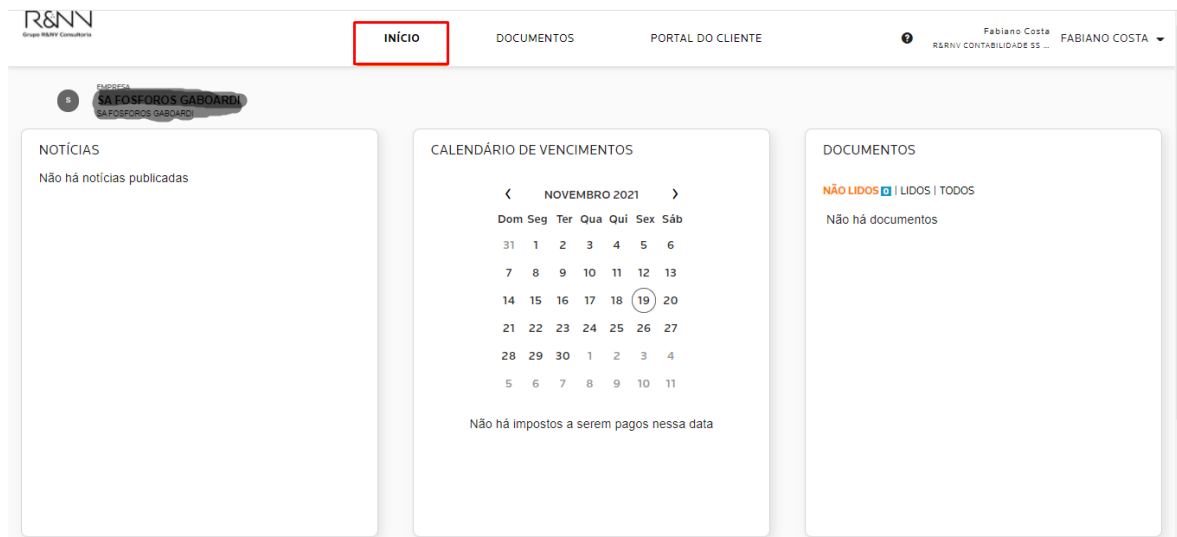 R&NV
Grupo R&NV Consultoria
INÍCIO
DOCUMENTOS
PORTAL DO CLIENTE
?
Fabiano Costa
R&RNV CONTABILIDADE SS ...
FABIANO COSTA
S
EMPRESA
SA FOSFOROS GABOARDI
SA FOSFOROS GABOARDI
NOTÍCIAS
Não há notícias publicadas
CALENDÁRIO DE VENCIMENTOS
NOVEMBRO 2021
Dom Seg Ter Qua Qui Sex Sáb
31 1 2 3 4 5 6
7 8 9 10 11 12 13
14 15 16 17 18 19 20
21 22 23 24 25 26 27
28 29 30 1 2 3 4
5 6 7 8 9 10 11
Não há impostos a serem pagos nessa data
DOCUMENTOS
NÃO LIDOS 0 | LIDOS | TODOS
Não há documentos